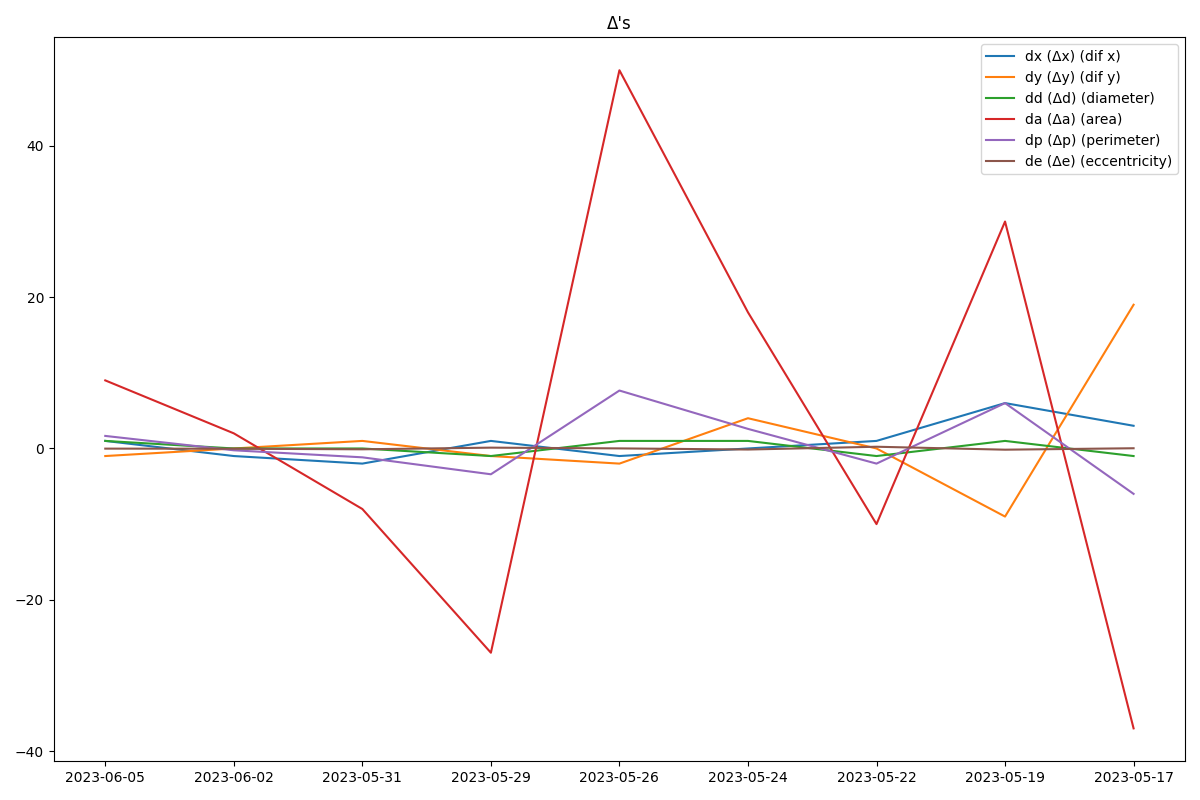 Δ's
dx (Δx) (dif x)
dy (Δy) (dif y)
dd (Δd) (diameter)
da (Δa) (area)
dp (Δp) (perimeter)
de (Δe) (eccentricity)
40
20
0
−20
−40
2023-06-05 2023-06-02 2023-05-31 2023-05-29 2023-05-26 2023-05-24 2023-05-22 2023-05-19 2023-05-17